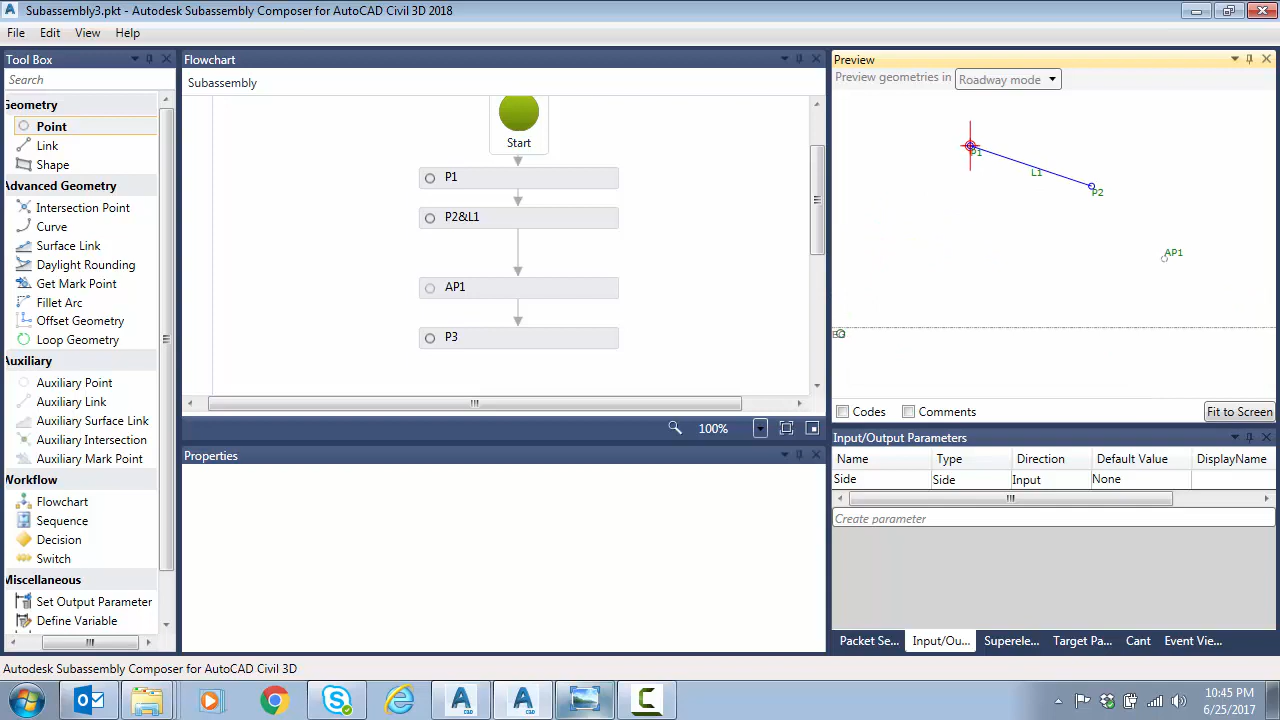 Subassembly3.pkt - Autodesk Subassembly Composer for AutoCAD Civil 3D 2018
File Edit View Help
Tool Box
Search
Geometry
Point
Link
Shape
Advanced Geometry
Intersection Point
Curve
Surface Link
Daylight Rounding
Get Mark Point
Fillet Arc
Offset Geometry
Loop Geometry
Auxiliary
Auxiliary Point
Auxiliary Link
Auxiliary Surface Link
Auxiliary Intersection
Auxiliary Mark Point
Workflow
Flowchart
Sequence
Decision
Switch
Miscellaneous
Set Output Parameter
Define Variable
Flowchart
Subassembly
Start
P1
P2&L1
AP1
P3
100%
Properties
Preview
Preview geometries in Roadway mode
P1
L1
P2
AP1
Codes Comments Fit to Screen
Input/Output Parameters
Name Type Direction Default Value DisplayName
Side Side Input None
Create parameter
Packet Se... Input/Ou... Superele... Target Pa... Cant Event Vie...
Autodesk Subassembly Composer for AutoCAD Civil 3D
10:45 PM
6/25/2017